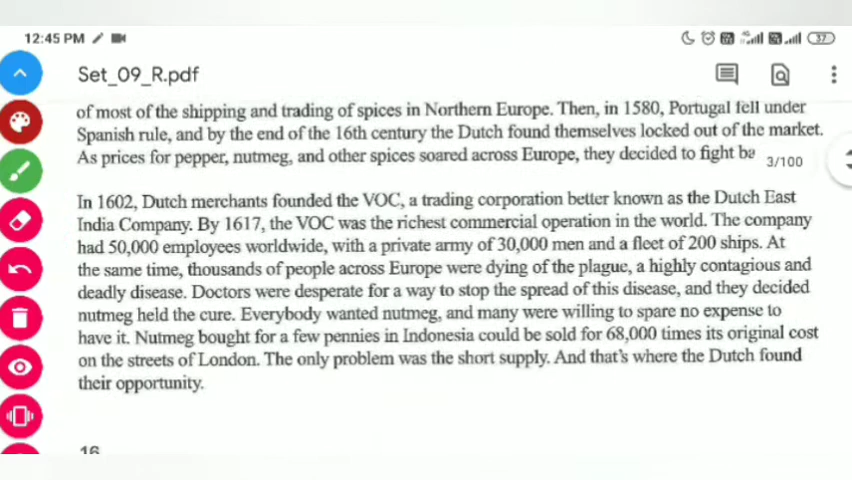 12:45 PM
37
Set_09_R.pdf
of most of the shipping and trading of spices in Northern Europe. Then, in 1580, Portugal fell under
Spanish rule, and by the end of the 16th century the Dutch found themselves locked out of the market.
As prices for pepper, nutmeg, and other spices soared across Europe, they decided to fight ba
3/100
In 1602, Dutch merchants founded the VOC, a trading corporation better known as the Dutch East
India Company. By 1617, the VOC was the richest commercial operation in the world. The company
had 50,000 employees worldwide, with a private army of 30,000 men and a fleet of 200 ships. At
the same time, thousands of people across Europe were dying of the plague, a highly contagious and
deadly disease. Doctors were desperate for a way to stop the spread of this disease, and they decided
nutmeg held the cure. Everybody wanted nutmeg, and many were willing to spare no expense to
have it. Nutmeg bought for a few pennies in Indonesia could be sold for 68,000 times its original cost
on the streets of London. The only problem was the short supply. And that's where the Dutch found
their opportunity.
16